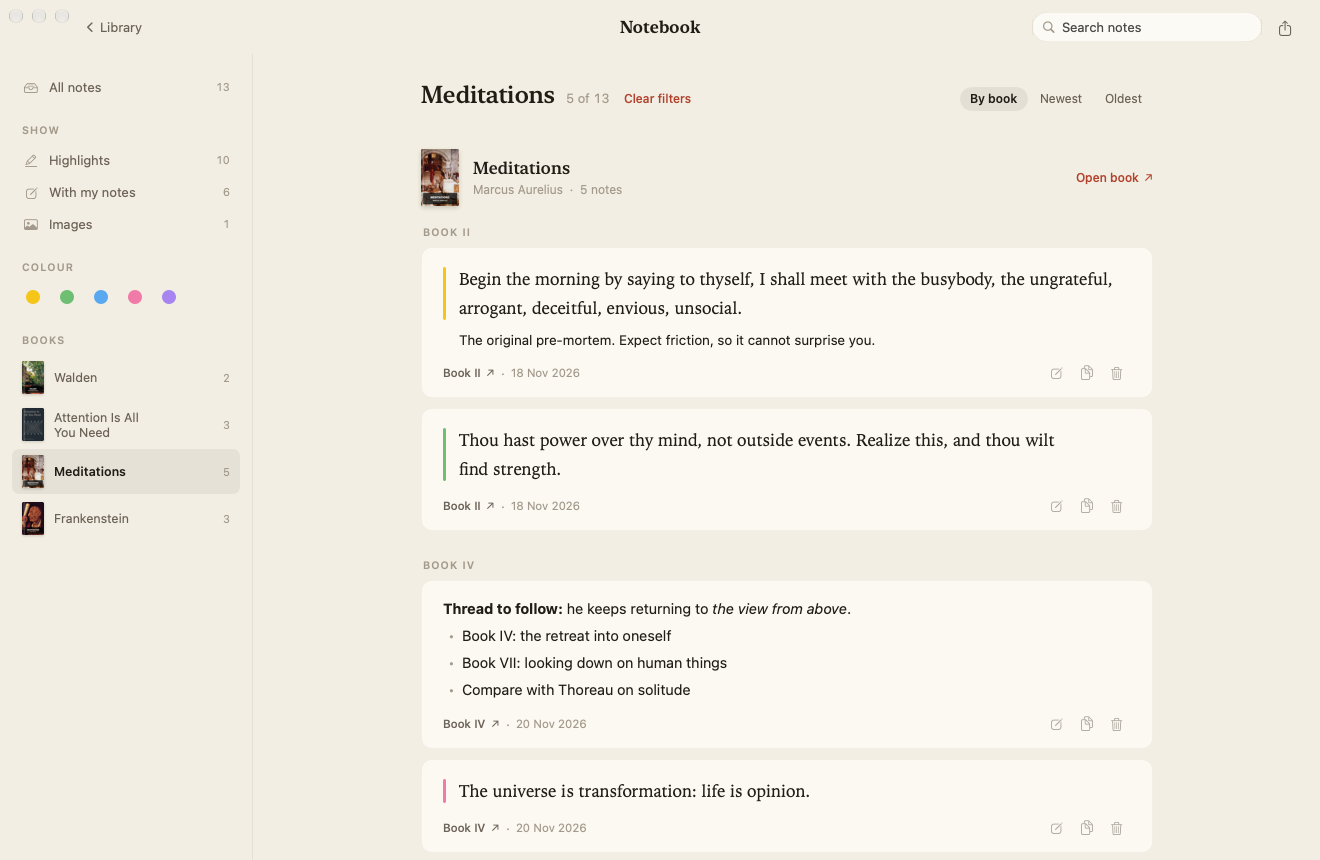 Library
Notebook
Search notes
All notes 13
SHOW
Highlights 10
With my notes 6
Images 1
COLOUR
BOOKS
Walden 2
Attention Is All
You Need 3
Meditations 5
Frankenstein 3
Meditations 5 of 13 Clear filters
By book Newest Oldest
Meditations
Marcus Aurelius · 5 notes
Open book ↗
BOOK II
Begin the morning by saying to thyself, I shall meet with the busybody, the ungrateful,
arrogant, deceitful, envious, unsocial.
The original pre-mortem. Expect friction, so it cannot surprise you.
Book II ↗ · 18 Nov 2026
Thou hast power over thy mind, not outside events. Realize this, and thou wilt
find strength.
Book II ↗ · 18 Nov 2026
BOOK IV
Thread to follow: he keeps returning to the view from above.
• Book IV: the retreat into oneself
• Book VII: looking down on human things
• Compare with Thoreau on solitude
Book IV ↗ · 20 Nov 2026
The universe is transformation: life is opinion.
Book IV ↗ · 20 Nov 2026